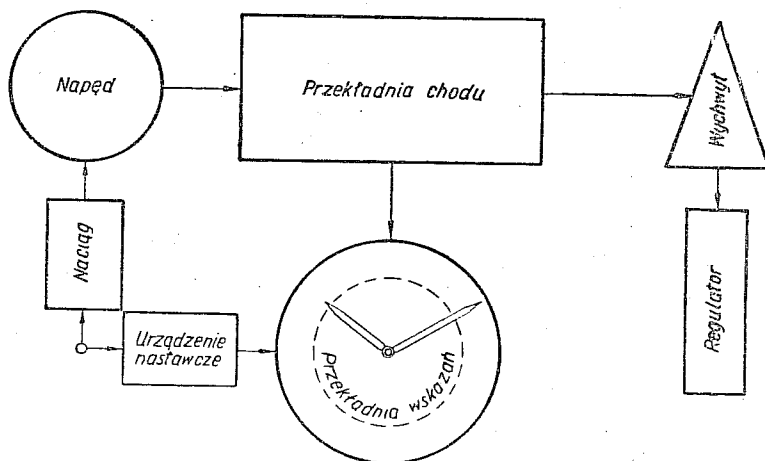 Napęd
Przekładnia chodu
Wychwyt
Naciąg
Urządzenie
nastawcze
Przekładnia wskazań
Regulator